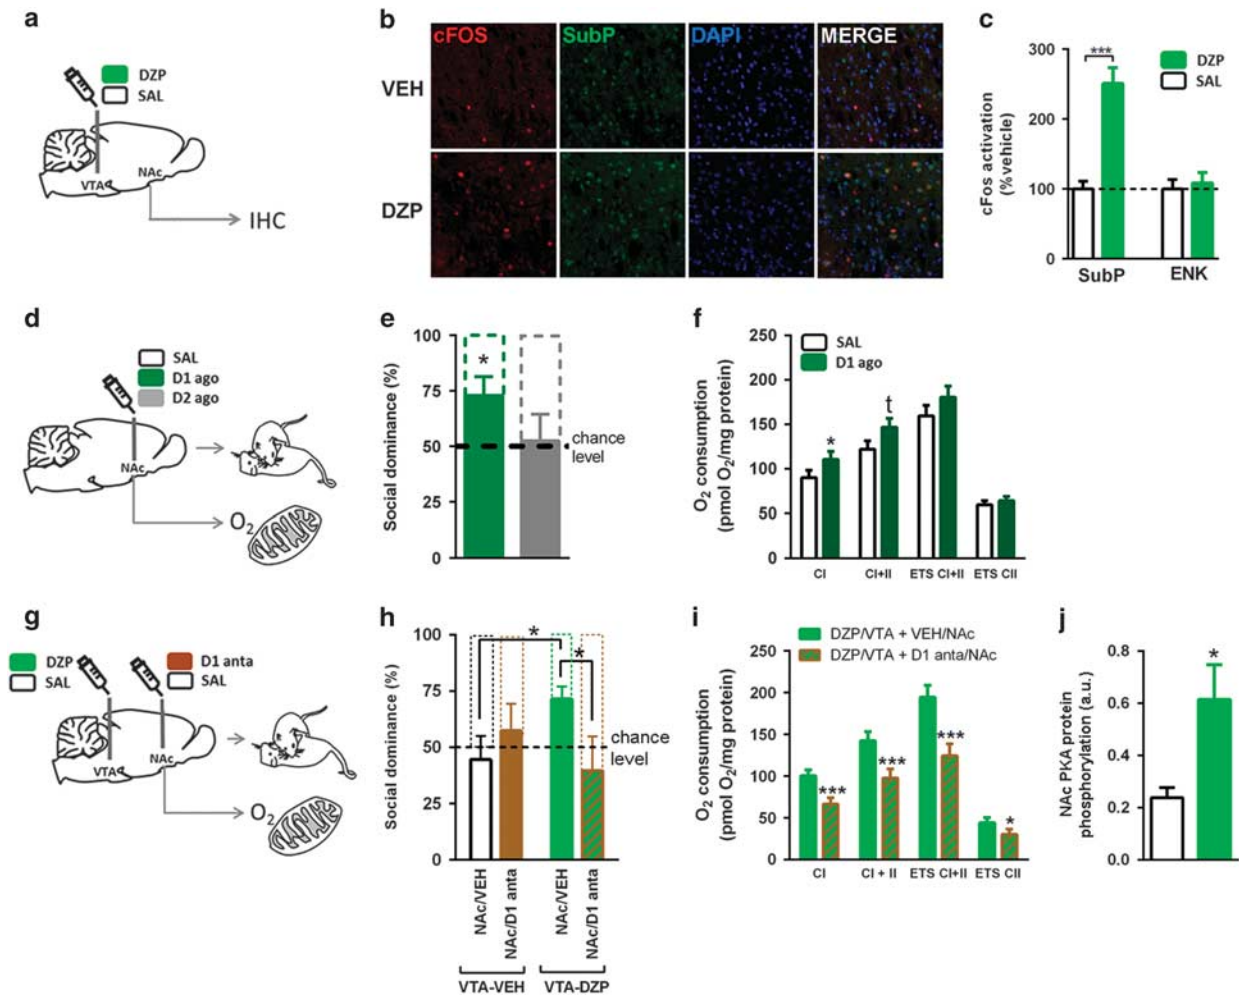 a
DZP
SAL
VTA
NAc
IHC
b
cFOS SubP DAPI MERGE
VEH
DZP
c
DZP
SAL
***
cFos activation
(% vehicle)
300
200
100
0
SubP ENK
d
SAL
D1 ago
D2 ago
NAc
O2
e
Social dominance (%)
100
75
50
25
0
*
chance
level
f
SAL
D1 ago
O2 consumption
(pmol O2/mg protein)
250
200
150
100
50
0
* t
CI CI+II ETS CI+II ETS CII
g
DZP
SAL
D1 anta
SAL
VTA
NAc
O2
h
Social dominance (%)
100
75
50
25
0
*
*
chance
level
NAc/VEH
NAc/D1 anta
NAc/VEH
NAc/D1 anta
VTA-VEH VTA-DZP
i
DZP/VTA + VEH/NAc
DZP/VTA + D1 anta/NAc
O2 consumption
(pmol O2/mg protein)
250
200
150
100
50
0
*** *** *** *
CI CI + II ETS CI+II ETS CII
j
NAc PKA protein
phosphorylation (a.u.)
0.8
0.6
0.4
0.2
0.0
*